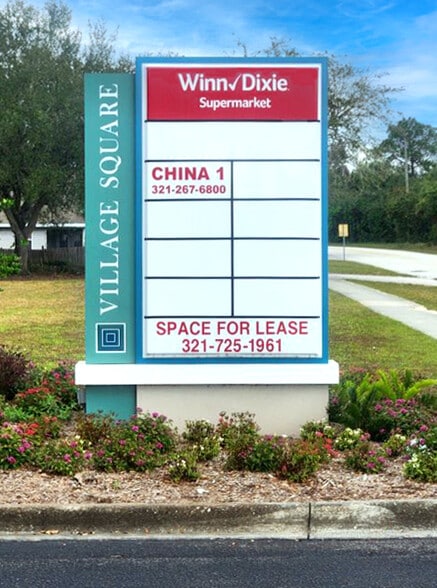 VILLAGE SQUARE
Winn✓Dixie
Supermarket
CHINA 1
321-267-6800
SPACE FOR LEASE
321-725-1961